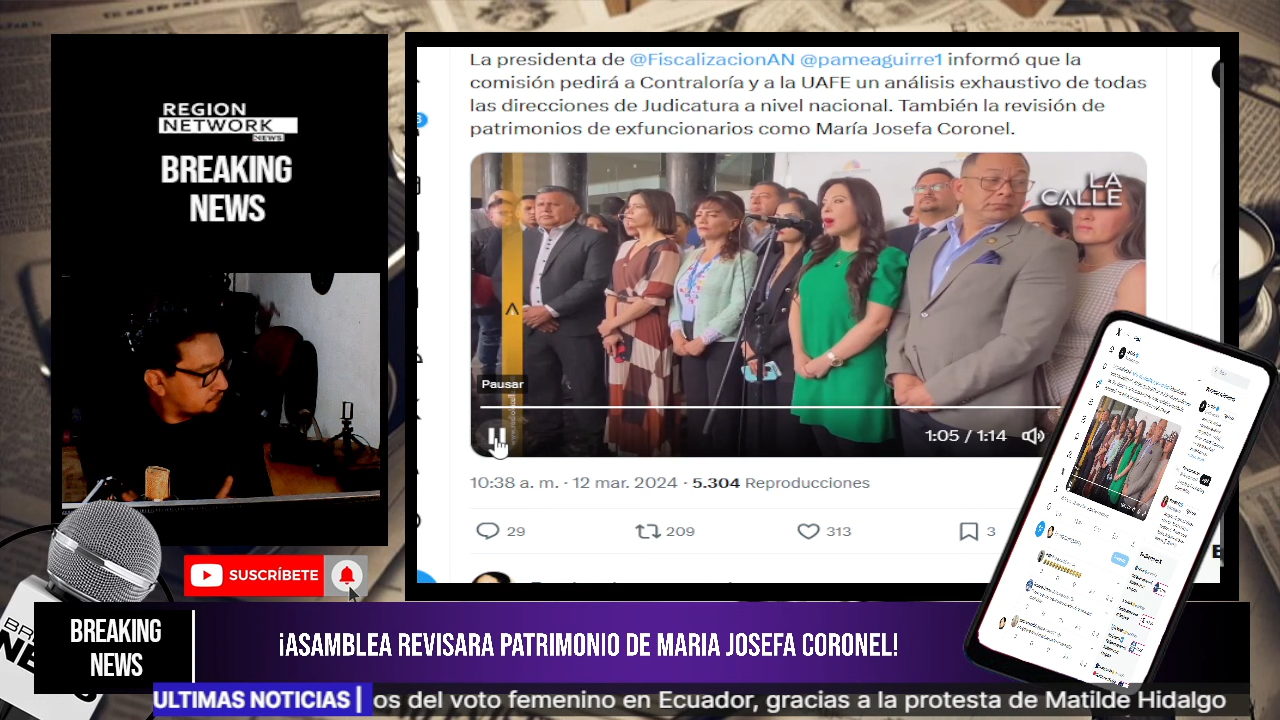 REGION
NETWORK
NEWS
BREAKING
NEWS
La presidenta de @FiscalizacionAN @pameaguirre1 informó que la
comisión pedirá a Contraloría y a la UAFE un análisis exhaustivo de todas
las direcciones de Judicatura a nivel nacional. También la revisión de
patrimonios de exfuncionarios como María Josefa Coronel.
LA
CALLE
Pausar
1:05 / 1:14
10:38 a. m. · 12 mar. 2024 · 5.304 Reproducciones
29
209
313
3
SUSCRÍBETE
BREAKING
NEWS
¡ASAMBLEA REVISARA PATRIMONIO DE MARIA JOSEFA CORONEL!
ULTIMAS NOTICIAS | os del voto femenino en Ecuador, gracias a la protesta de Matilde Hidalgo